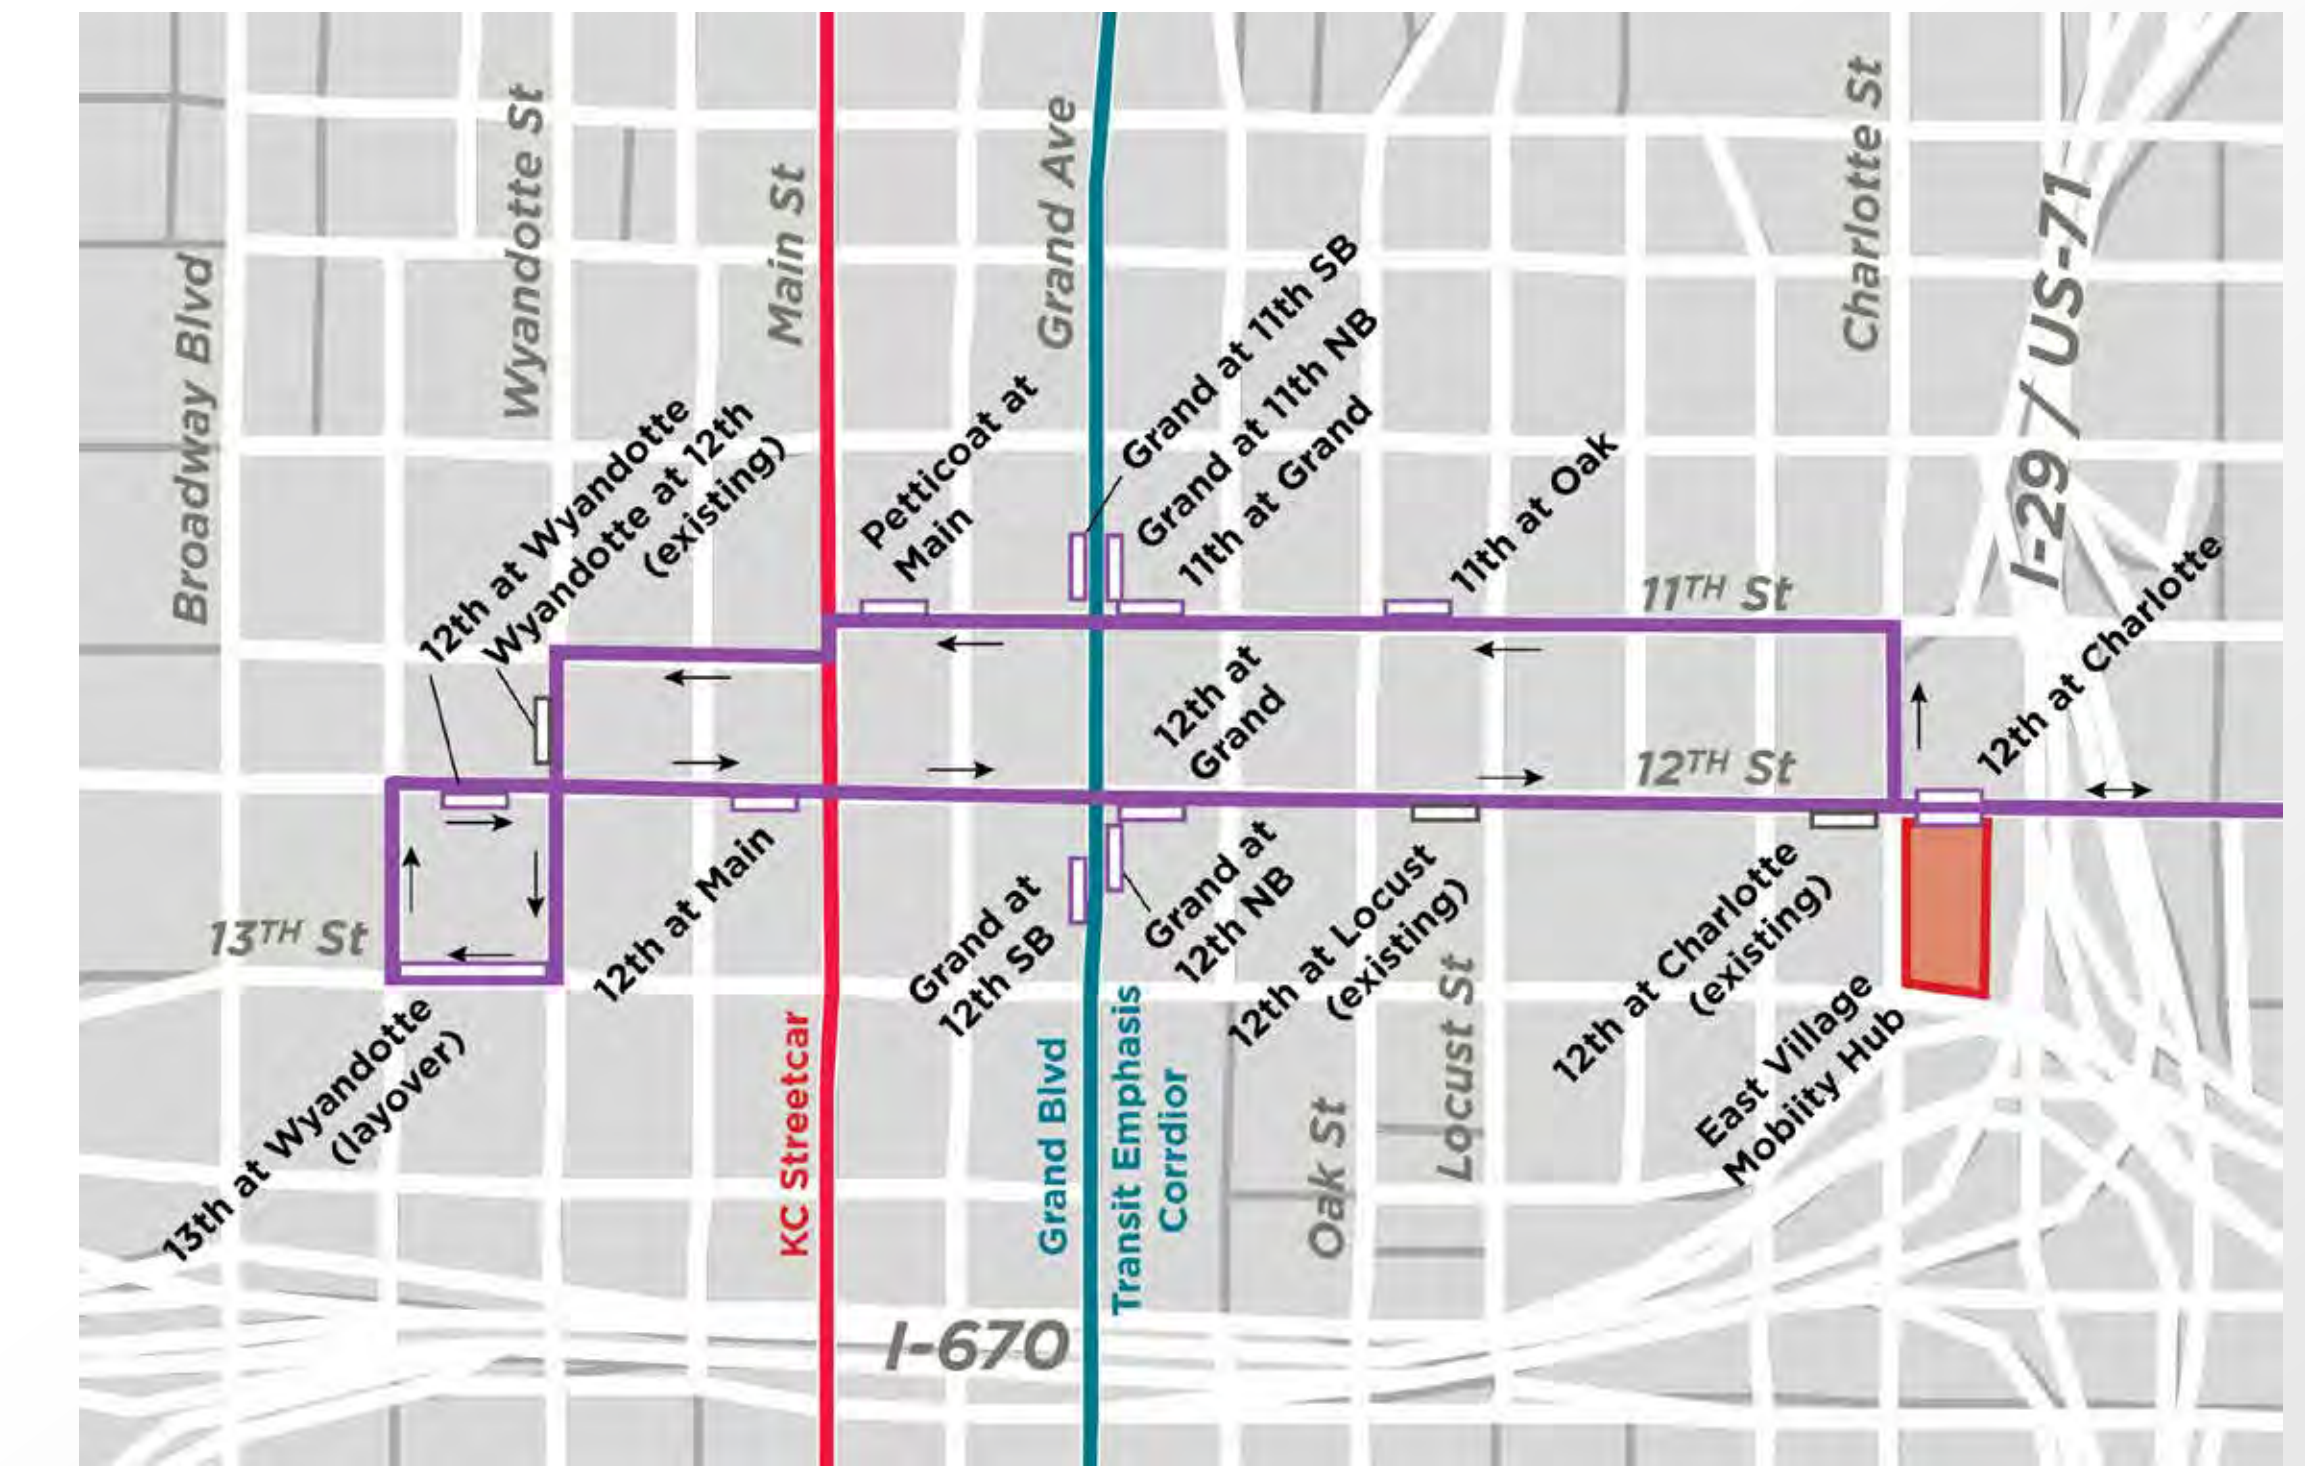 Broadway Blvd
Wyandotte St
Main St
Grand Ave
Charlotte St
I-29 / US-71
12th at Wyandotte
Wyandotte at 12th
(existing)
Petticoat at
Main
Grand at 11th SB
Grand at 11th NB
11th at Grand
11th at Oak
11TH St
12th at Charlotte
12th at
Grand
12TH St
13TH St
13th at Wyandotte
(layover)
12th at Main
Grand at
12th SB
Grand at
12th NB
12th at Locust
(existing)
12th at Charlotte
(existing)
East Village
Mobiity Hub
KC Streetcar
Grand Blvd
Transit Emphasis
Corrdior
Oak St
Locust St
I-670